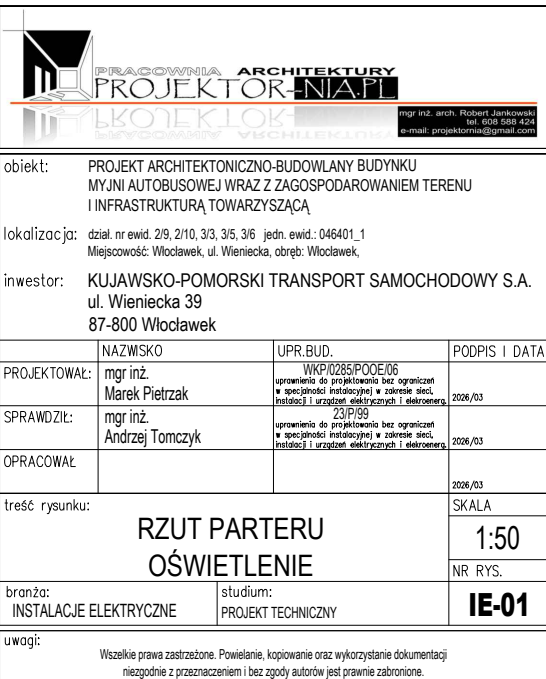 PRACOWNIA ARCHITEKTURY
PROJEKTOR-NIA.PL
mgr inż. arch. Robert Jankowski
tel. 608 588 424
e-mail: projektornia@gmail.com
obiekt: PROJEKT ARCHITEKTONICZNO-BUDOWLANY BUDYNKU
MYJNI AUTOBUSOWEJ WRAZ Z ZAGOSPODAROWANIEM TERENU
I INFRASTRUKTURĄ TOWARZYSZĄCĄ
lokalizacja: dział. nr ewid. 2/9, 2/10, 3/3, 3/5, 3/6 jedn. ewid.: 046401_1
Miejscowość: Włocławek, ul. Wieniecka, obręb: Włocławek,
inwestor: KUJAWSKO-POMORSKI TRANSPORT SAMOCHODOWY S.A.
ul. Wieniecka 39
87-800 Włocławek
NAZWISKO UPR.BUD. PODPIS I DATA
PROJEKTOWAŁ: mgr inż. Marek Pietrzak
WKP/0285/POOE/06
uprawnienia do projektowania bez ograniczeń
w specjalności instalacyjnej w zakresie sieci,
instalacji i urządzeń elektrycznych i elekroenerg.
2026/03
SPRAWDZIŁ: mgr inż. Andrzej Tomczyk
23/P/99
uprawnienia do projektowania bez ograniczeń
w specjalności instalacyjnej w zakresie sieci,
instalacji i urządzeń elektrycznych i elekroenerg.
2026/03
OPRACOWAŁ
2026/03
treść rysunku:
RZUT PARTERU
OŚWIETLENIE
SKALA
1:50
NR RYS.
IE-01
branża:
INSTALACJE ELEKTRYCZNE
studium:
PROJEKT TECHNICZNY
uwagi:
Wszelkie prawa zastrzeżone. Powielanie, kopiowanie oraz wykorzystanie dokumentacji
niezgodnie z przeznaczeniem i bez zgody autorów jest prawnie zabronione.